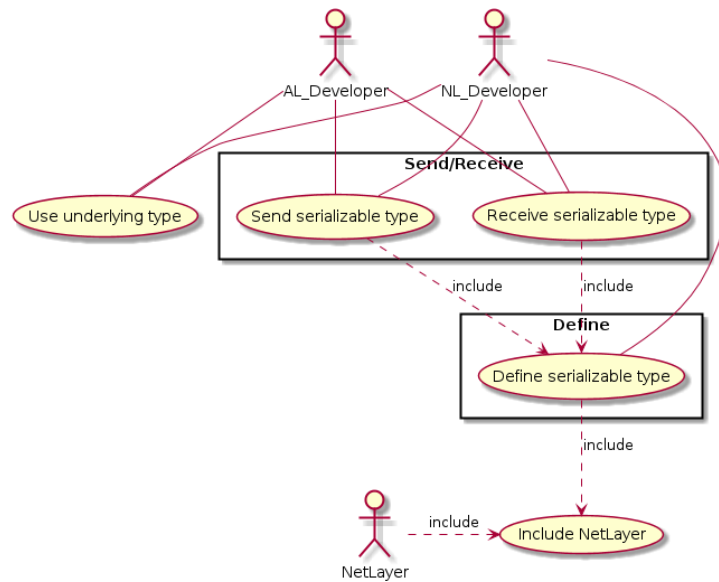 AL_Developer
NL_Developer
Send/Receive
Use underlying type
Send serializable type
Receive serializable type
include
include
Define
Define serializable type
include
include
Include NetLayer
NetLayer